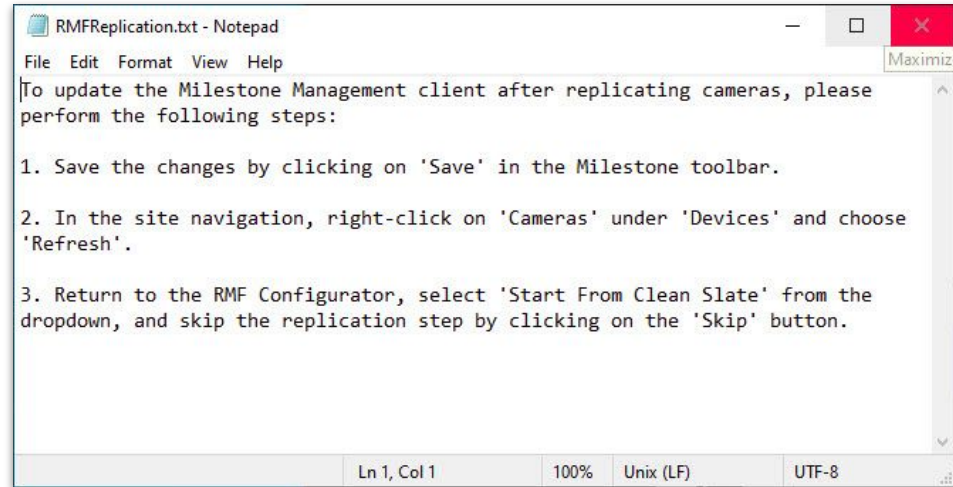 RMFReplication.txt - Notepad
File Edit Format View Help
Maximiz
To update the Milestone Management client after replicating cameras, please
perform the following steps:
1. Save the changes by clicking on 'Save' in the Milestone toolbar.
2. In the site navigation, right-click on 'Cameras' under 'Devices' and choose
'Refresh'.
3. Return to the RMF Configurator, select 'Start From Clean Slate' from the
dropdown, and skip the replication step by clicking on the 'Skip' button.
Ln 1, Col 1 100% Unix (LF) UTF-8